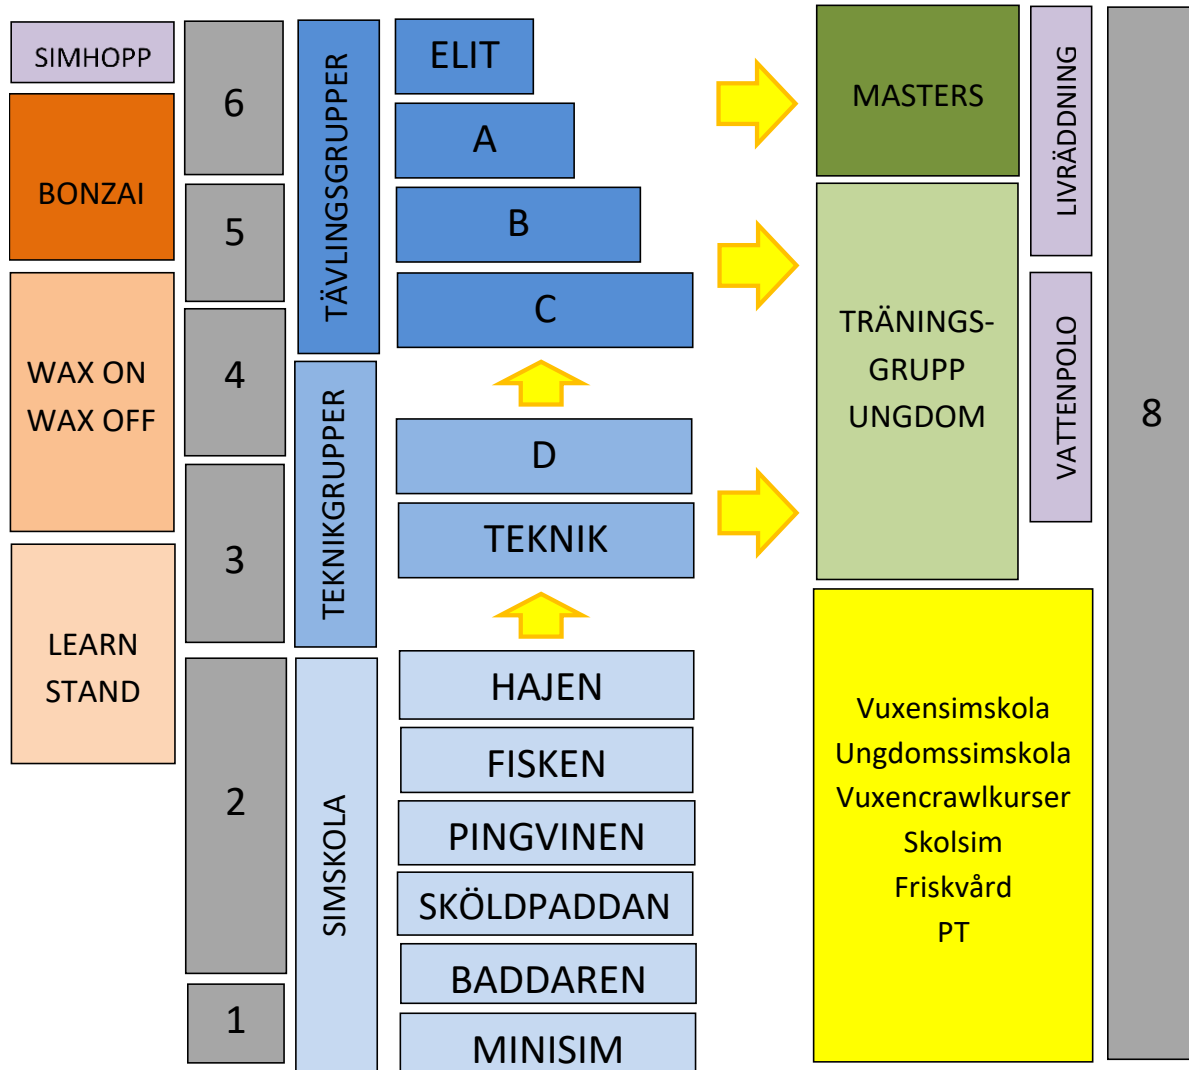 SIMHOPP
BONZAI
WAX ON
WAX OFF
LEARN
STAND
6
5
4
3
2
1
TÄVLINGSGRUPPER
TEKNIKGRUPPER
SIMSKOLA
ELIT
A
B
C
D
TEKNIK
HAJEN
FISKEN
PINGVINEN
SKÖLDPADDAN
BADDAREN
MINISIM
MASTERS
TRÄNINGS-
GRUPP
UNGDOM
LIVRÄDDNING
VATTENPOLO
Vuxensimskola
Ungdomssimskola
Vuxencrawlkurser
Skolsim
Friskvård
PT
8